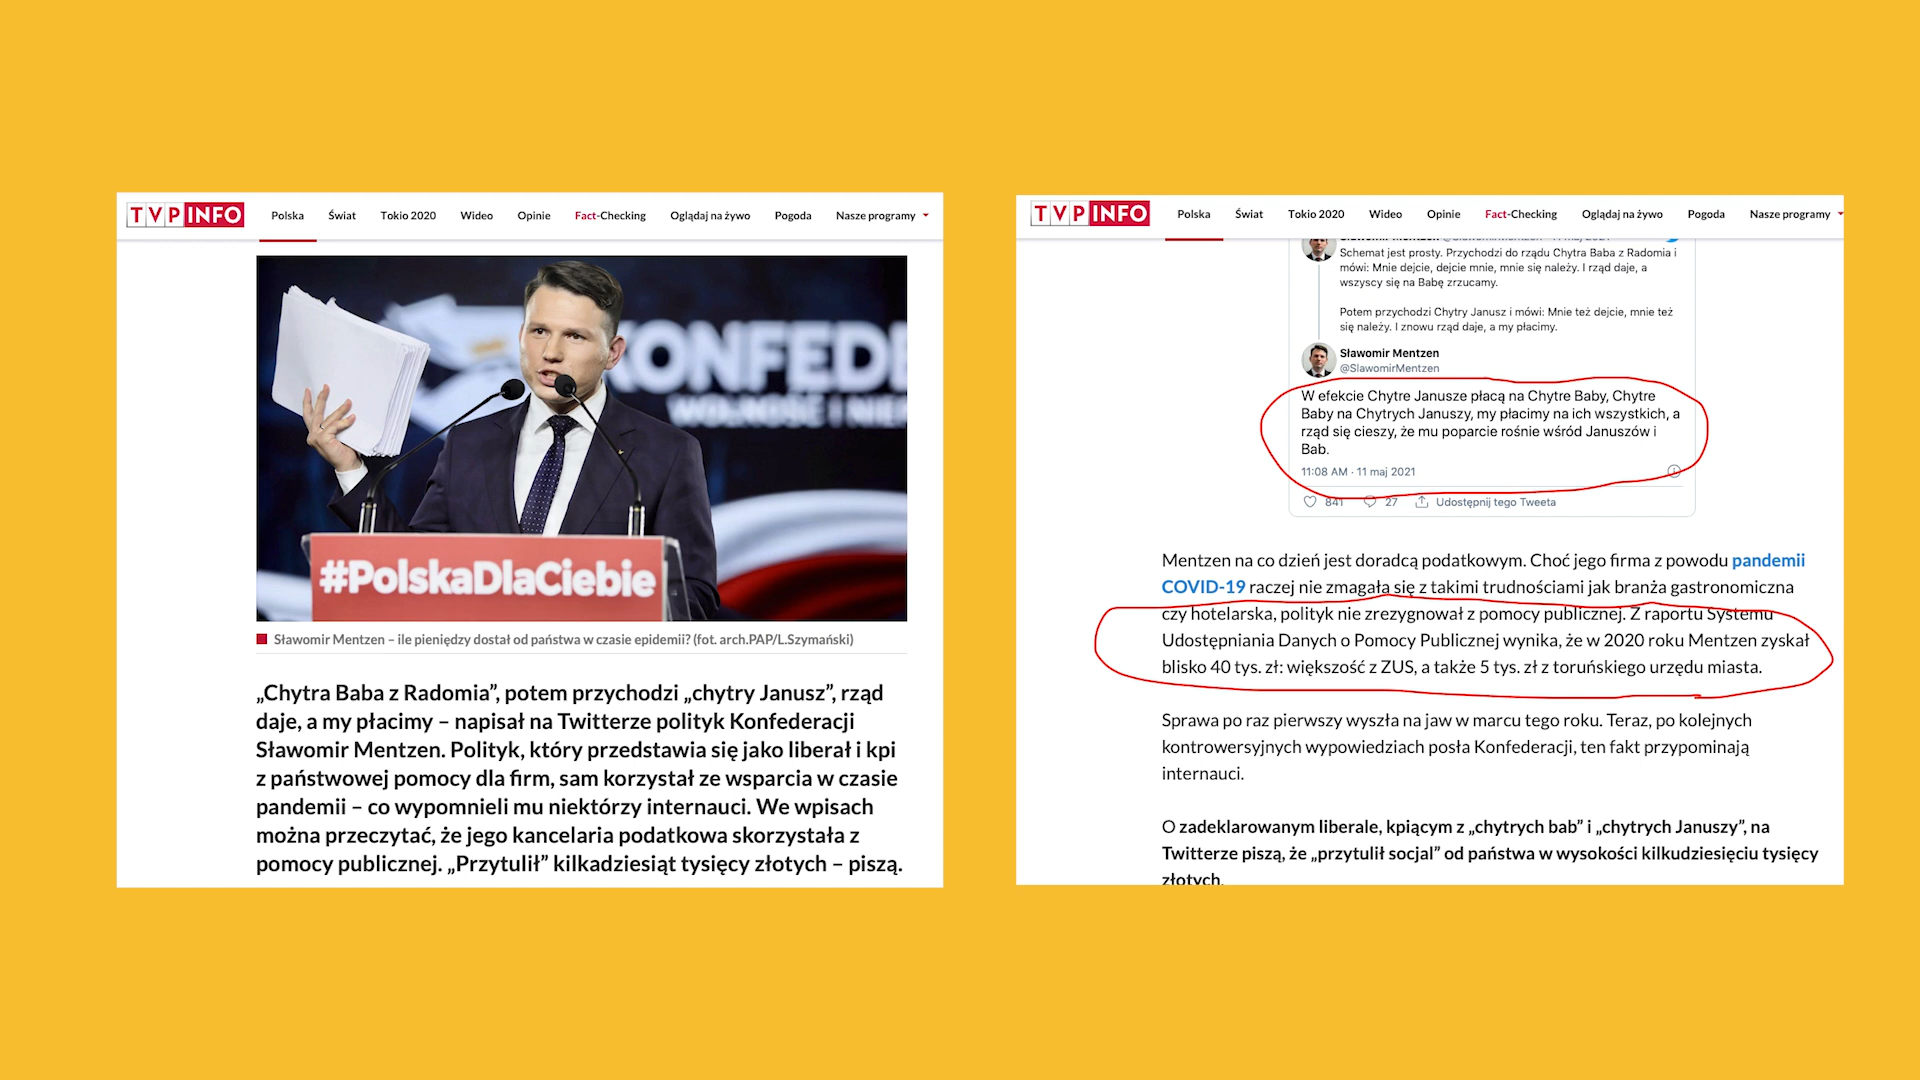 TVP INFO
Polska Świat Tokio 2020 Wideo Opinie Fact-Checking Oglądaj na żywo Pogoda Nasze programy
KONFEDE
WOLNOŚĆ I NIEP
#PolskaDlaCiebie
Sławomir Mentzen – ile pieniędzy dostał od państwa w czasie epidemii? (fot. arch.PAP/L.Szymański)
„Chytra Baba z Radomia”, potem przychodzi „chytry Janusz”, rząd
daje, a my płacimy – napisał na Twitterze polityk Konfederacji
Sławomir Mentzen. Polityk, który przedstawia się jako liberał i kpi
z państwowej pomocy dla firm, sam korzystał ze wsparcia w czasie
pandemii – co wypomnieli mu niektórzy internauci. We wpisach
można przeczytać, że jego kancelaria podatkowa skorzystała z
pomocy publicznej. „Przytulił” kilkadziesiąt tysięcy złotych – piszą.
TVP INFO
Polska Świat Tokio 2020 Wideo Opinie Fact-Checking Oglądaj na żywo Pogoda Nasze programy
Sławomir Mentzen @SlawomirMentzen · 11 maj 2021
Schemat jest prosty. Przychodzi do rządu Chytra Baba z Radomia i
mówi: Mnie dejcie, dejcie mnie, mnie się należy. I rząd daje, a
wszyscy się na Babę zrzucamy.
Potem przychodzi Chytry Janusz i mówi: Mnie też dejcie, mnie też
się należy. I znowu rząd daje, a my płacimy.
Sławomir Mentzen
@SlawomirMentzen
W efekcie Chytre Janusze płacą na Chytre Baby, Chytre
Baby na Chytrych Januszy, my płacimy na ich wszystkich, a
rząd się cieszy, że mu poparcie rośnie wśród Januszów i
Bab.
11:08 AM · 11 maj 2021
841 27 Udostępnij tego Tweeta
Mentzen na co dzień jest doradcą podatkowym. Choć jego firma z powodu pandemii
COVID-19 raczej nie zmagała się z takimi trudnościami jak branża gastronomiczna
czy hotelarska, polityk nie zrezygnował z pomocy publicznej. Z raportu Systemu
Udostępniania Danych o Pomocy Publicznej wynika, że w 2020 roku Mentzen zyskał
blisko 40 tys. zł: większość z ZUS, a także 5 tys. zł z toruńskiego urzędu miasta.
Sprawa po raz pierwszy wyszła na jaw w marcu tego roku. Teraz, po kolejnych
kontrowersyjnych wypowiedziach posła Konfederacji, ten fakt przypominają
internauci.
O zadeklarowanym liberale, kpiącym z „chytrych bab” i „chytrych Januszy”, na
Twitterze piszą, że „przytulił socjal” od państwa w wysokości kilkudziesięciu tysięcy
złotych.